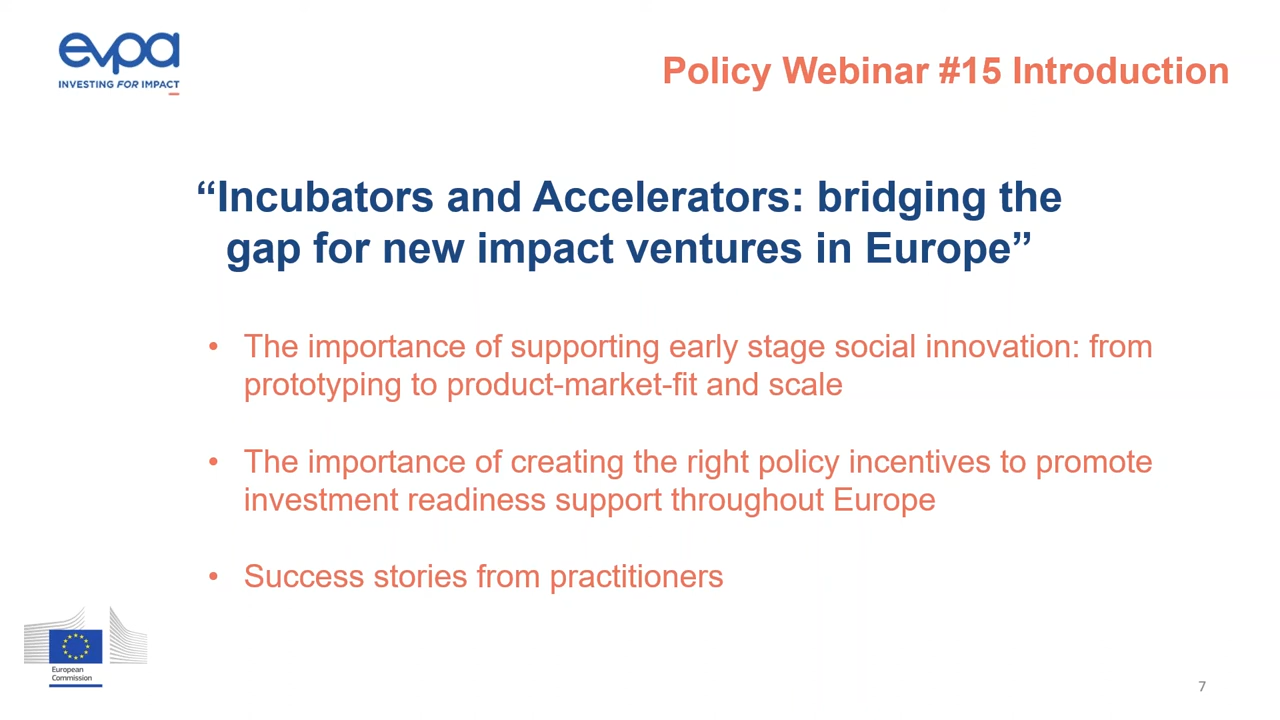 evpa
INVESTING FOR IMPACT
Policy Webinar #15 Introduction
“Incubators and Accelerators: bridging the
gap for new impact ventures in Europe”
• The importance of supporting early stage social innovation: from
prototyping to product-market-fit and scale
• The importance of creating the right policy incentives to promote
investment readiness support throughout Europe
• Success stories from practitioners
European
Commission
7